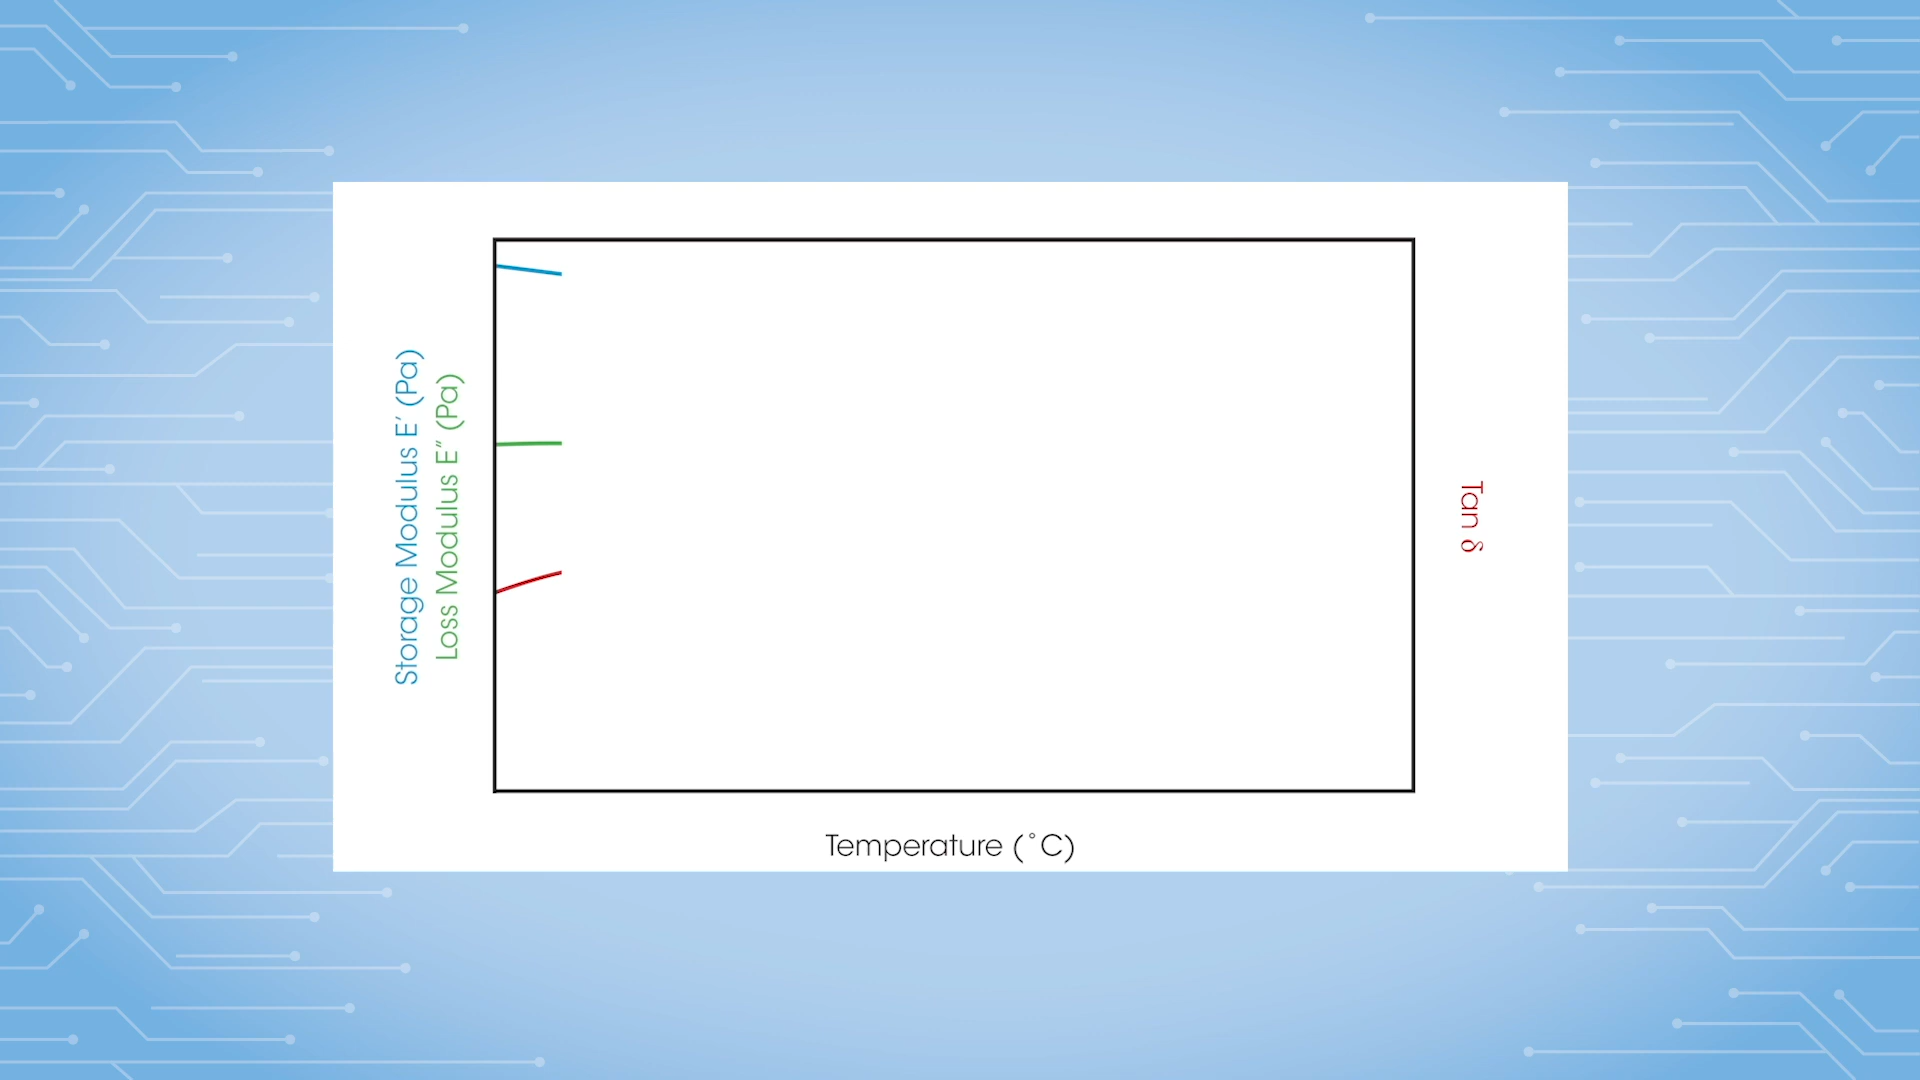 Storage Modulus E′ (Pa)
Loss Modulus E″ (Pa)
Tan δ
Temperature (°C)